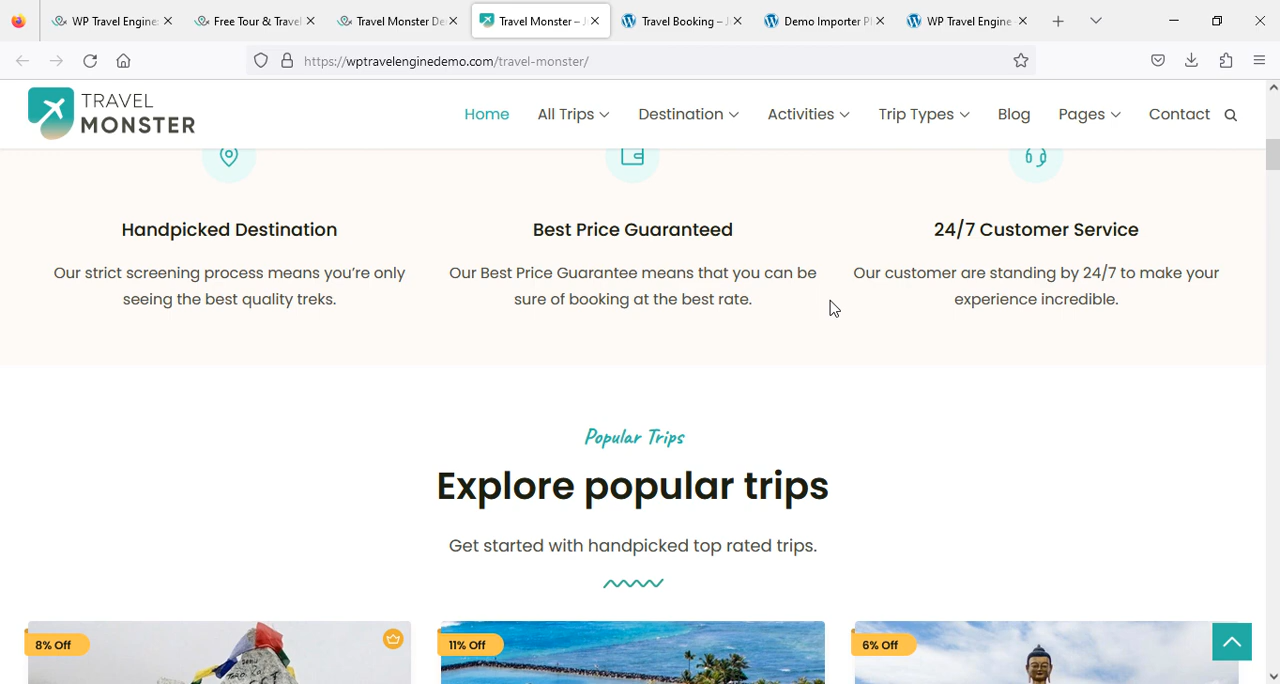 WP Travel Engine
Free Tour & Travel
Travel Monster De
Travel Monster – J
Travel Booking – J
Demo Importer Pl
WP Travel Engine
https://wptravelenginedemo.com/travel-monster/
TRAVEL
MONSTER
Home
All Trips
Destination
Activities
Trip Types
Blog
Pages
Contact
Handpicked Destination
Our strict screening process means you're only
seeing the best quality treks.
Best Price Guaranteed
Our Best Price Guarantee means that you can be
sure of booking at the best rate.
24/7 Customer Service
Our customer are standing by 24/7 to make your
experience incredible.
Popular Trips
Explore popular trips
Get started with handpicked top rated trips.
8% Off
11% Off
6% Off